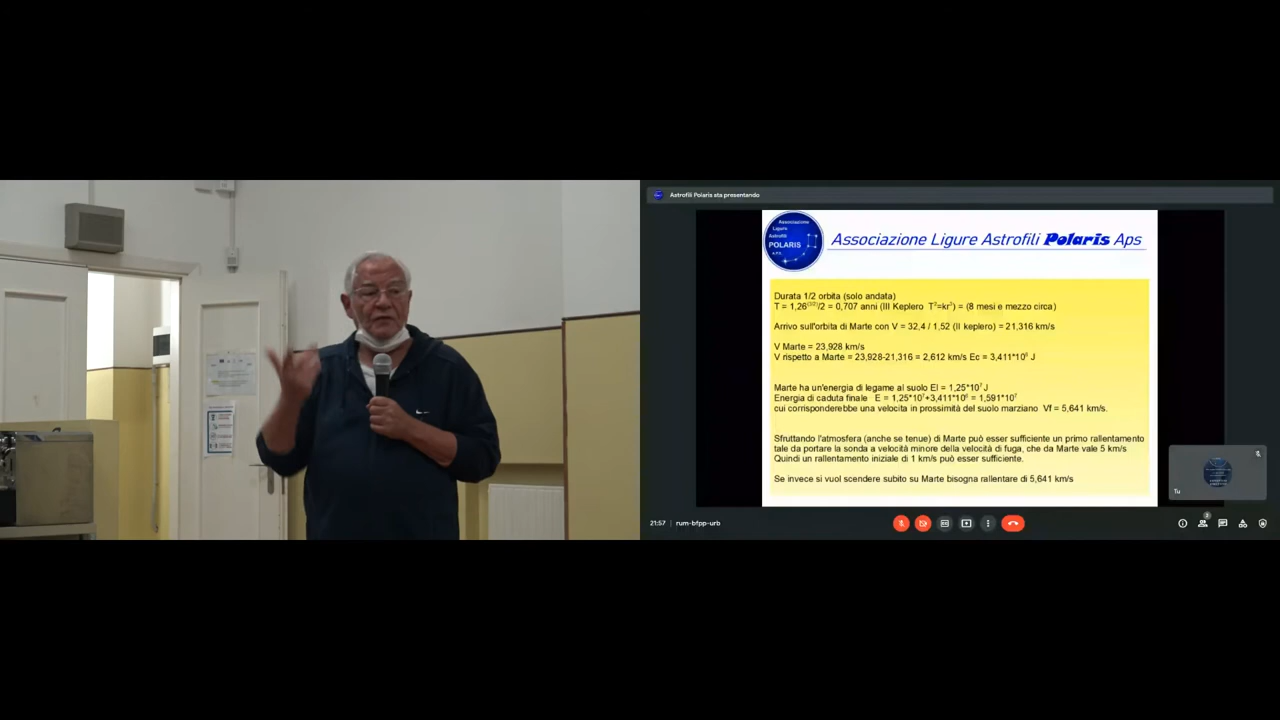 Astrofili Polaris sta presentando
Associazione
Ligure
Astrofili
POLARIS
A.P.S.
Associazione Ligure Astrofili Polaris Aps
Durata 1/2 orbita (solo andata)
T = 1,26^(3/2)/2 = 0,707 anni (III Keplero T²=kr³) = (8 mesi e mezzo circa)
Arrivo sull'orbita di Marte con V = 32,4 / 1,52 (II keplero) = 21,316 km/s
V Marte = 23,928 km/s
V rispetto a Marte = 23,928-21,316 = 2,612 km/s Ec = 3,411*10⁶ J
Marte ha un'energia di legame al suolo El = 1,25*10⁷ J
Energia di caduta finale E = 1,25*10⁷+3,411*10⁶ = 1,591*10⁷
cui corrisponderebbe una velocita in prossimità del suolo marziano Vf = 5,641 km/s.
Sfruttando l'atmosfera (anche se tenue) di Marte può esser sufficiente un primo rallentamento
tale da portare la sonda a velocità minore della velocità di fuga, che da Marte vale 5 km/s
Quindi un rallentamento iniziale di 1 km/s può esser sufficiente.
Se invece si vuol scendere subito su Marte bisogna rallentare di 5,641 km/s
Tu
21:57 | rum-bfpp-urb